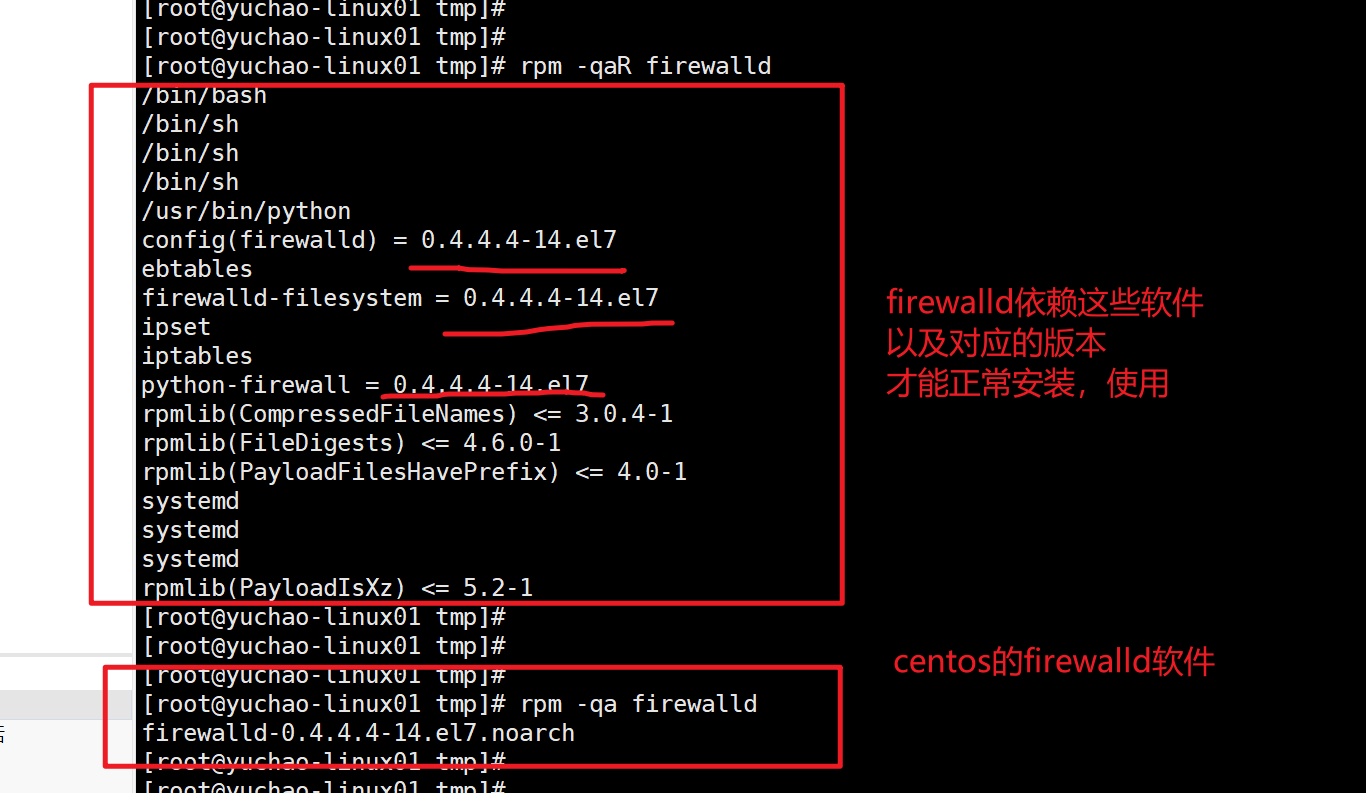 [root@yuchao-linux01 tmp]#
[root@yuchao-linux01 tmp]#
[root@yuchao-linux01 tmp]# rpm -qaR firewalld
/bin/bash
/bin/sh
/bin/sh
/bin/sh
/usr/bin/python
config(firewalld) = 0.4.4.4-14.el7
ebtables
firewalld-filesystem = 0.4.4.4-14.el7
ipset
iptables
python-firewall = 0.4.4.4-14.el7
rpmlib(CompressedFileNames) <= 3.0.4-1
rpmlib(FileDigests) <= 4.6.0-1
rpmlib(PayloadFilesHavePrefix) <= 4.0-1
systemd
systemd
systemd
rpmlib(PayloadIsXz) <= 5.2-1
[root@yuchao-linux01 tmp]#
[root@yuchao-linux01 tmp]#
[root@yuchao-linux01 tmp]#
[root@yuchao-linux01 tmp]# rpm -qa firewalld
firewalld-0.4.4.4-14.el7.noarch
[root@yuchao-linux01 tmp]#
[root@yuchao-linux01 tmp]#
firewalld依赖这些软件
以及对应的版本
才能正常安装，使用
centos的firewalld软件